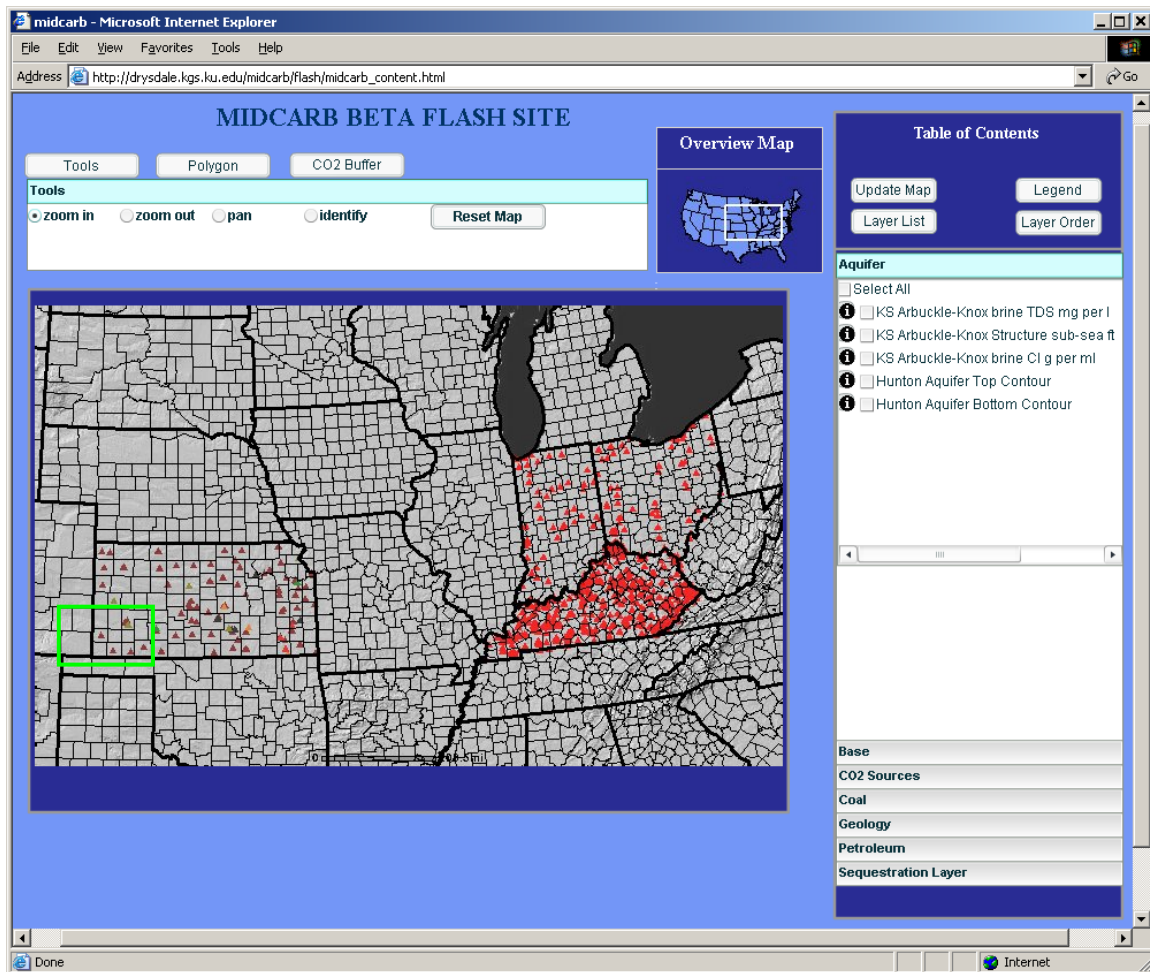 midcarb - Microsoft Internet Explorer
File Edit View Favorites Tools Help
Address http://drysdale.kgs.ku.edu/midcarb/flash/midcarb_content.html Go
MIDCARB BETA FLASH SITE
Tools Polygon CO2 Buffer
Tools
zoom in zoom out pan identify Reset Map
Overview Map
Table of Contents
Update Map Legend
Layer List Layer Order
Aquifer
Select All
KS Arbuckle-Knox brine TDS mg per l
KS Arbuckle-Knox Structure sub-sea ft
KS Arbuckle-Knox brine Cl g per ml
Hunton Aquifer Top Contour
Hunton Aquifer Bottom Contour
Base
CO2 Sources
Coal
Geology
Petroleum
Sequestration Layer
Done Internet